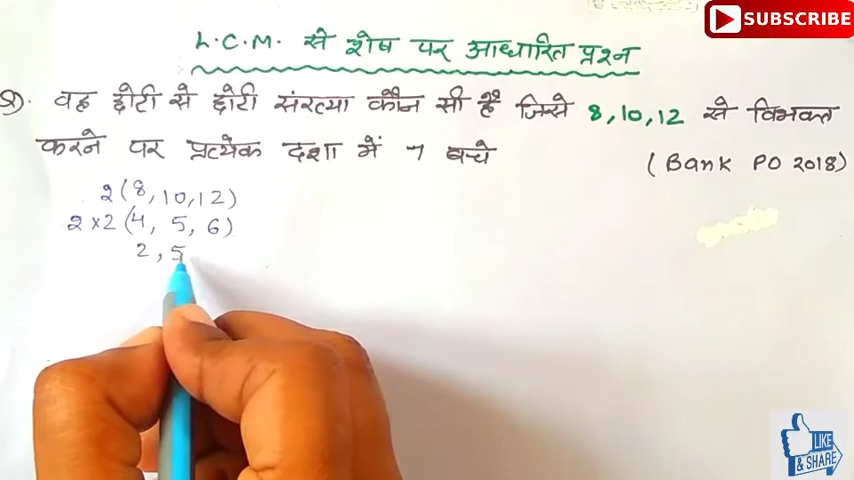 SUBSCRIBE
L.C.M. से शेष पर आधारित प्रश्न
Q). वह छोटी से छोटी संख्या कौन सी है जिसे 8,10,12 से विभक्त
करने पर प्रत्येक दशा में 7 बचे
(Bank PO 2018)
2(8,10,12)
2×2(4, 5, 6)
2, 5
LIKE
& SHARE